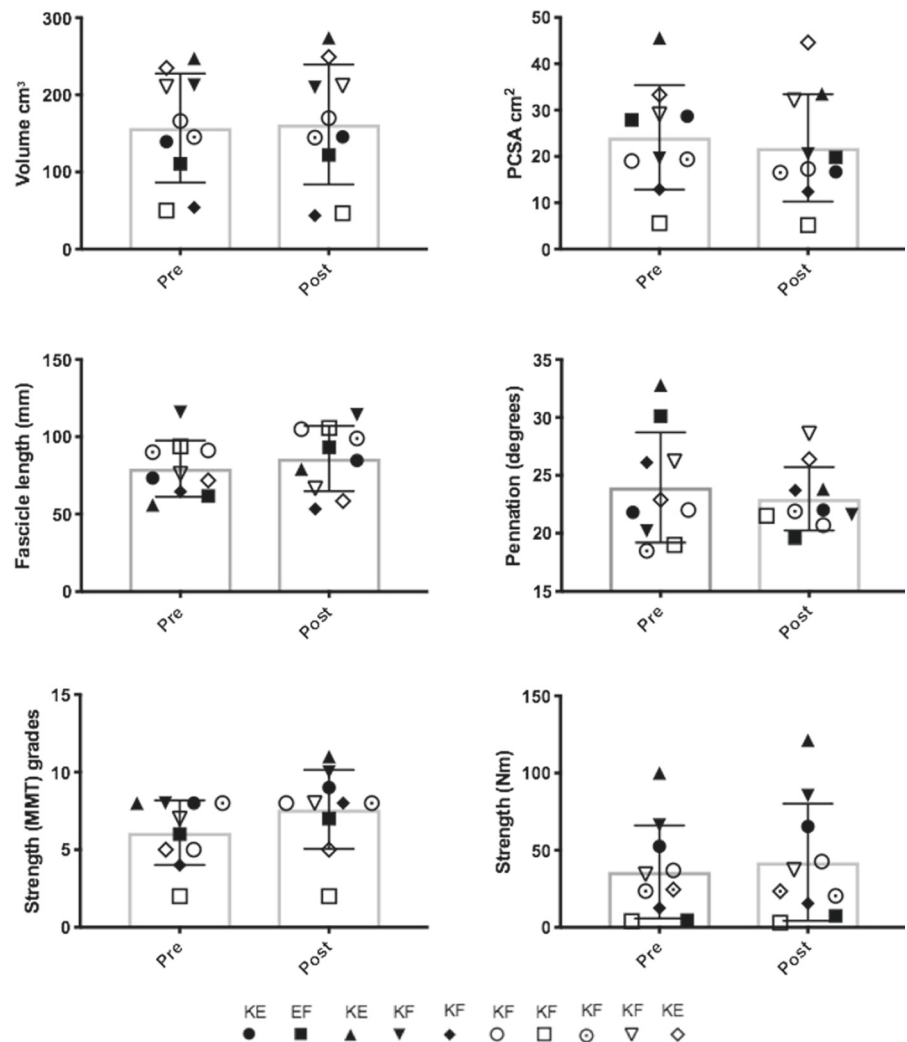 300
200
100
0
Volume cm³
Pre
Post
50
40
30
20
10
0
PCSA cm²
Pre
Post
150
100
50
0
Fascicle length (mm)
Pre
Post
35
30
25
20
15
Pennation (degrees)
Pre
Post
15
10
5
0
Strength (MMT) grades
Pre
Post
150
100
50
0
Strength (Nm)
Pre
Post
KE EF KE KF KF KF KF KF KF KE